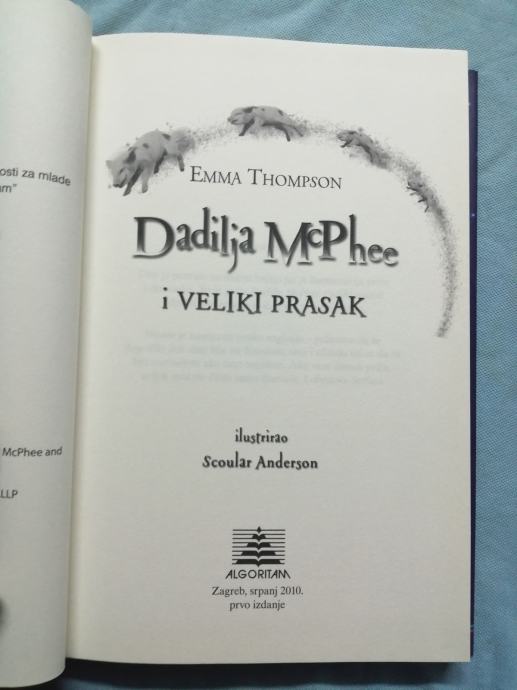 osti za mlade
am"
McPhee and
LLP
EMMA THOMPSON
Dadilja McPhee
i VELIKI PRASAK
ilustrirao
Scoular Anderson
ALGORITAM
Zagreb, srpanj 2010.
prvo izdanje